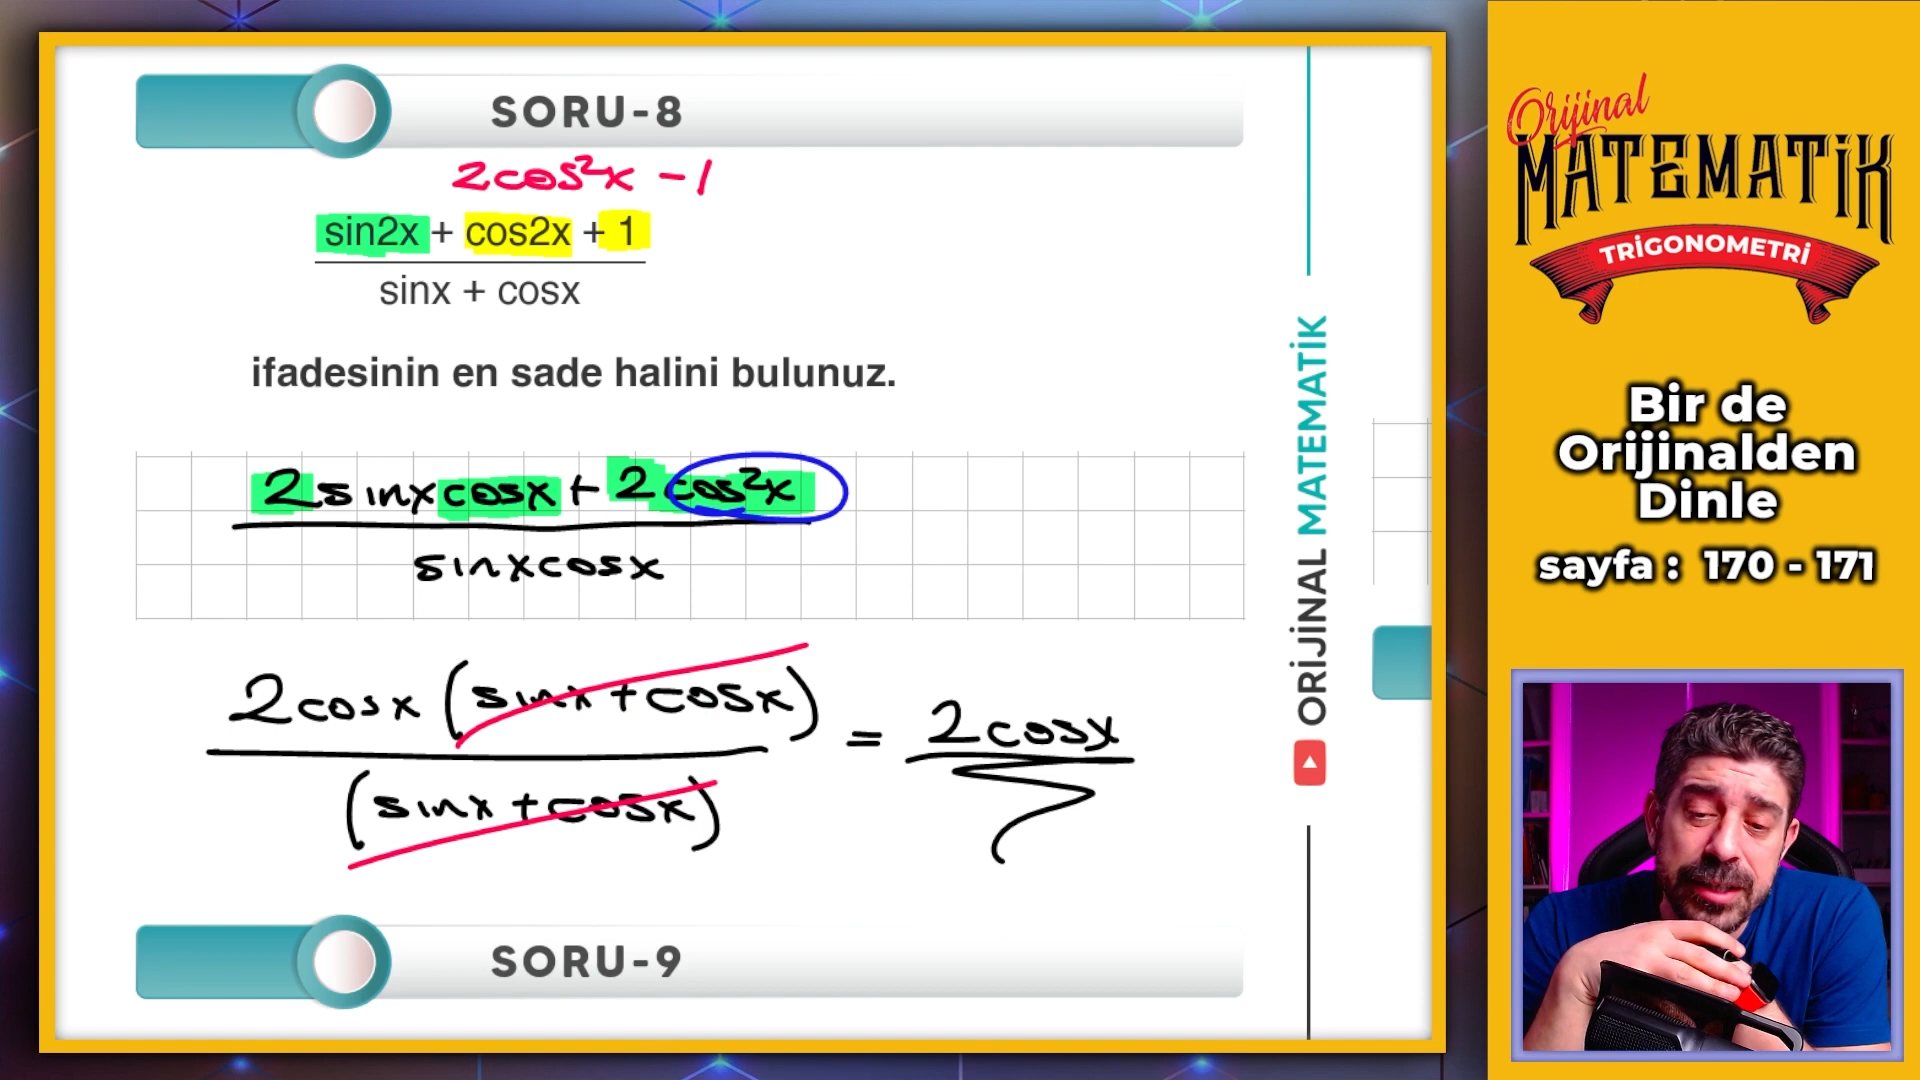 SORU-8
2cos²x - 1
sin2x + cos2x + 1
sinx + cosx
ifadesinin en sade halini bulunuz.
2sinxcosx + 2cos²x
sinxcosx
2cosx (sinx + cosx)
= 2cosx
(sinx + cosx)
SORU-9
ORİJİNAL MATEMATİK
Orijinal
MATEMATİK
TRİGONOMETRİ
Bir de
Orijinalden
Dinle
sayfa : 170 - 171